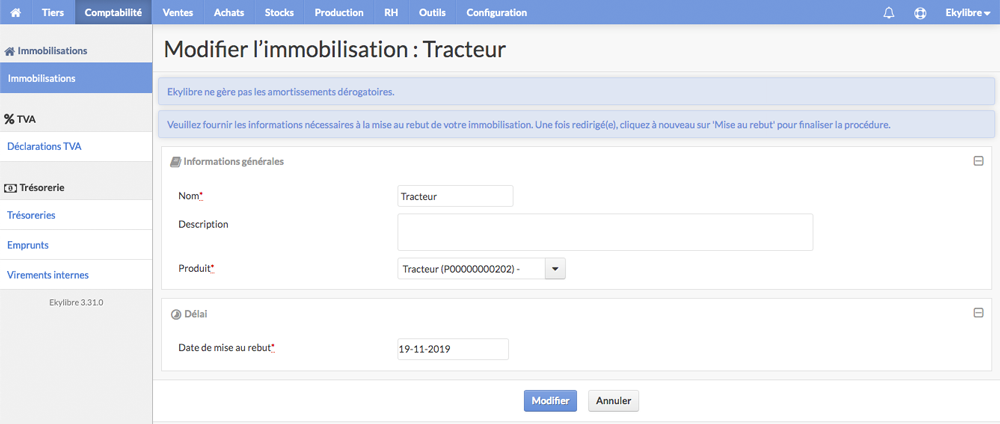 Tiers Comptabilité Ventes Achats Stocks Production RH Outils Configuration Ekylibre
Immobilisations
Immobilisations
TVA
Déclarations TVA
Trésorerie
Trésoreries
Emprunts
Virements internes
Ekylibre 3.31.0
Modifier l’immobilisation : Tracteur
Ekylibre ne gère pas les amortissements dérogatoires.
Veuillez fournir les informations nécessaires à la mise au rebut de votre immobilisation. Une fois redirigé(e), cliquez à nouveau sur 'Mise au rebut' pour finaliser la procédure.
Informations générales
Nom* Tracteur
Description
Produit* Tracteur (P00000000202) -
Délai
Date de mise au rebut* 19-11-2019
Modifier Annuler